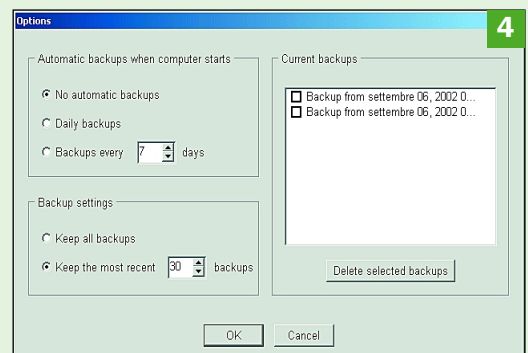 Options
4
Automatic backups when computer starts
No automatic backups
Daily backups
Backups every 7 days
Backup settings
Keep all backups
Keep the most recent 30 backups
Current backups
Backup from settembre 06, 2002 0...
Backup from settembre 06, 2002 0...
Delete selected backups
OK
Cancel